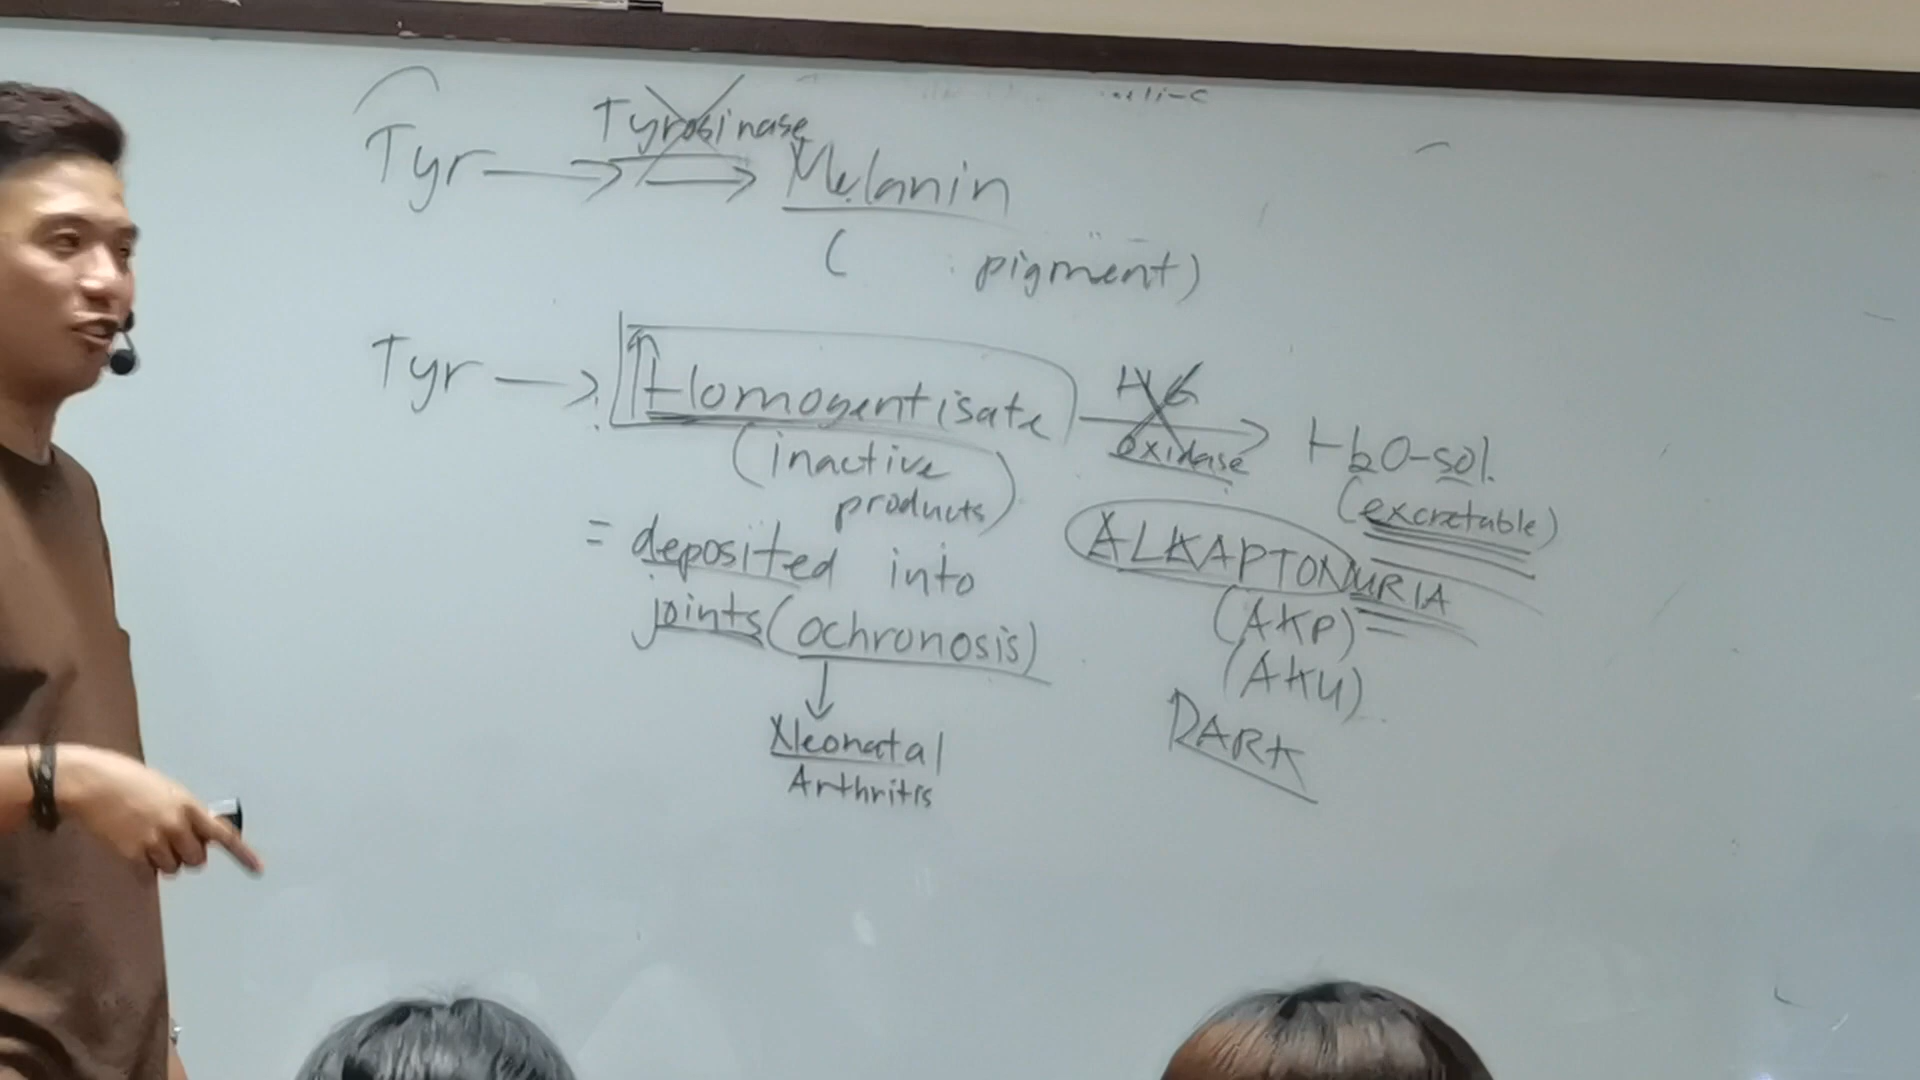 Tyrosinase
Tyr → → Melanin
( pigment)
Tyr → ↑Homogentisate HG oxidase → H2O-sol.
(inactive products) (excretable)
= deposited into joints (ochronosis)
ALKAPTONURIA
(AKP)
(AKU)
DARK
↓
Neonatal
Arthritis